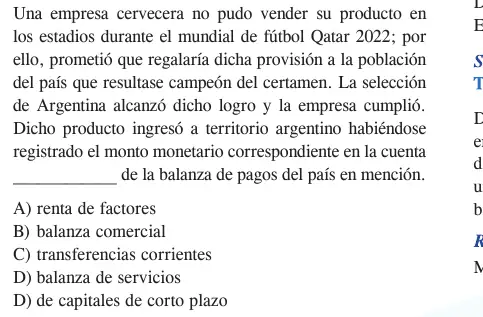 Una empresa cervecera no pudo vender su producto en
los estadios durante el mundial de fútbol Qatar 2022; por
ello, prometió que regalaría dicha provisión a la población
del país que resultase campeón del certamen. La selección
de Argentina alcanzó dicho logro y la empresa cumplió.
Dicho producto ingresó a territorio argentino habiéndose
registrado el monto monetario correspondiente en la cuenta
____________ de la balanza de pagos del país en mención.
A) renta de factores
B) balanza comercial
C) transferencias corrientes
D) balanza de servicios
D) de capitales de corto plazo